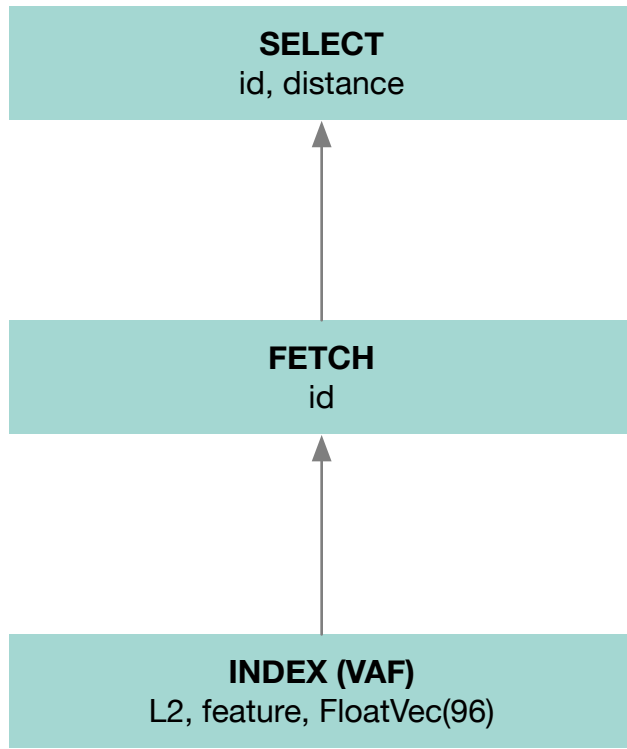 SELECT
id, distance
FETCH
id
INDEX (VAF)
L2, feature, FloatVec(96)